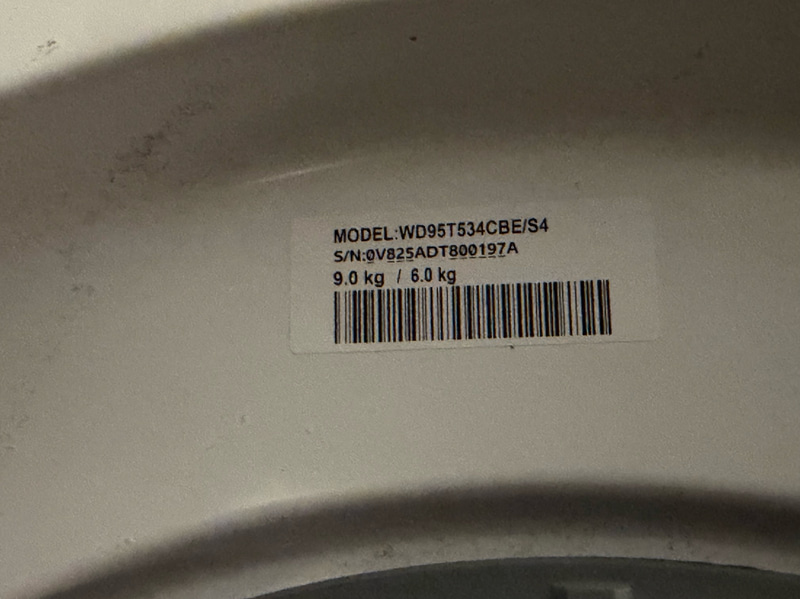 MODEL:WD95T534CBE/S4
S/N:0V825ADT800197A
9.0 kg / 6.0 kg